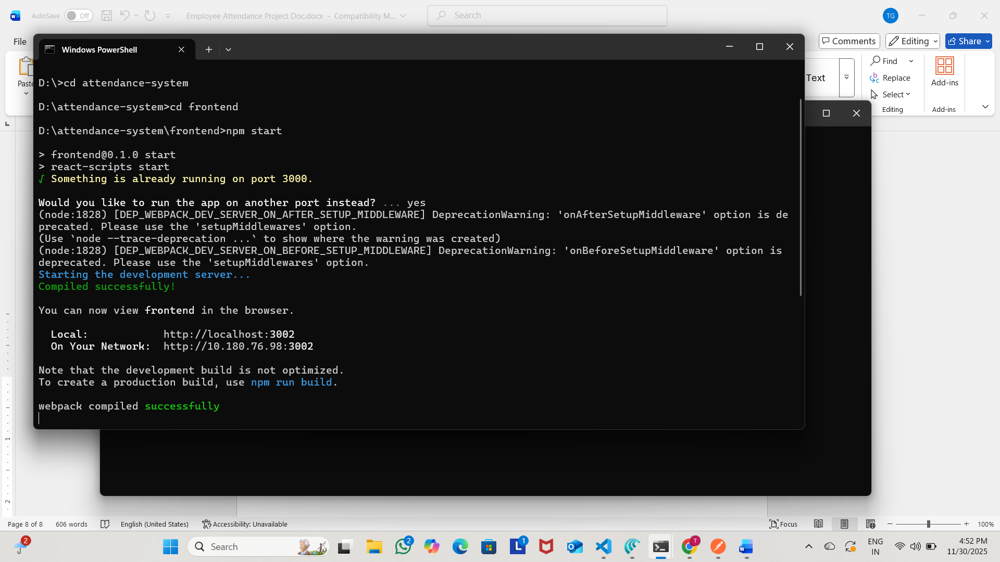 AutoSave
Off
Employee Attendance Project Doc.docx - Compatibility M...
Search
TG
File
Comments
Editing
Share
Paste
Text
Find
Replace
Select
Editing
Add-ins
Add-ins
Windows PowerShell
D:\>cd attendance-system
D:\attendance-system>cd frontend
D:\attendance-system\frontend>npm start
> frontend@0.1.0 start
> react-scripts start
√ Something is already running on port 3000.
Would you like to run the app on another port instead? ... yes
(node:1828) [DEP_WEBPACK_DEV_SERVER_ON_AFTER_SETUP_MIDDLEWARE] DeprecationWarning: 'onAfterSetupMiddleware' option is de
precated. Please use the 'setupMiddlewares' option.
(Use `node --trace-deprecation ...` to show where the warning was created)
(node:1828) [DEP_WEBPACK_DEV_SERVER_ON_BEFORE_SETUP_MIDDLEWARE] DeprecationWarning: 'onBeforeSetupMiddleware' option is
deprecated. Please use the 'setupMiddlewares' option.
Starting the development server...
Compiled successfully!
You can now view frontend in the browser.
Local: http://localhost:3002
On Your Network: http://10.180.76.98:3002
Note that the development build is not optimized.
To create a production build, use npm run build.
webpack compiled successfully
1
2
Page 8 of 8
606 words
English (United States)
Accessibility: Unavailable
Focus
100%
2
Search
2
1
T
ENG
IN
4:52 PM
11/30/2025